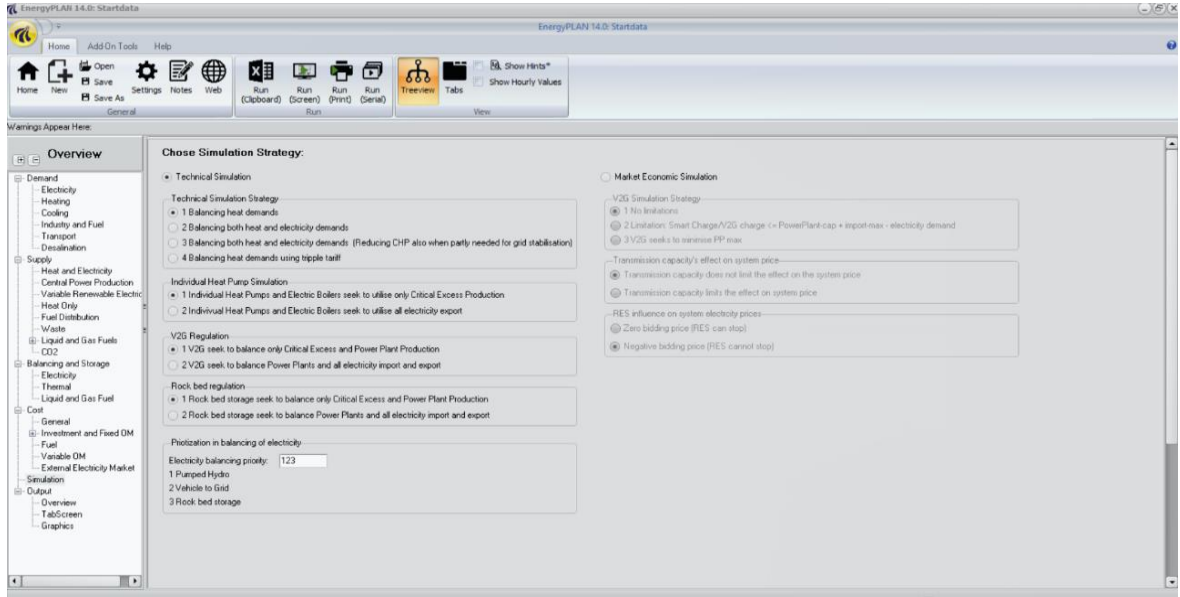 EnergyPLAN 14.0: Startdata
EnergyPLAN 14.0: Startdata
Home Add On Tools Help
Home
New
Open
Save
Save As
Settings
Notes
Web
General
Run (Clipboard)
Run (Screen)
Run (Print)
Run (Serial)
Run
Treeview
Tabs
Show Hints*
Show Hourly Values
View
Warnings Appear Here:
Overview
Demand
Electricity
Heating
Cooling
Industry and Fuel
Transport
Desalination
Supply
Heat and Electricity
Central Power Production
Variable Renewable Electric
Heat Only
Fuel Distribution
Waste
Liquid and Gas Fuels
CO2
Balancing and Storage
Electricity
Thermal
Liquid and Gas Fuel
Cost
General
Investment and Fixed OM
Fuel
Variable OM
External Electricity Market
Simulation
Output
Overview
TabScreen
Graphics
Chose Simulation Strategy:
Technical Simulation
Technical Simulation Strategy
1 Balancing heat demands
2 Balancing both heat and electricity demands
3 Balancing both heat and electricity demands (Reducing CHP also when partly needed for grid stabilisation)
4 Balancing heat demands using tripple tariff
Individual Heat Pump Simulation
1 Individual Heat Pumps and Electric Boilers seek to utilise only Critical Excess Production
2 Indivivual Heat Pumps and Electric Boilers seek to utilise all electricity export
V2G Regulation
1 V2G seek to balance only Critical Excess and Power Plant Production
2 V2G seek to balance Power Plants and all electricity import and export
Rock bed regulation
1 Rock bed storage seek to balance only Critical Excess and Power Plant Production
2 Rock bed storage seek to balance Power Plants and all electricity import and export
Priotization in balancing of electricity
Electricity balancing priority: 123
1 Pumped Hydro
2 Vehicle to Grid
3 Rock bed storage
Market Economic Simulation
V2G Simulation Strategy
1 No limitations
2 Limitation: Smart Charge/V2G charge <> PowerPlant-cap + import-max - electricity demand
3 V2G seeks to minimise PP max
Transmission capacity's effect on system price
Transmission capacity does not limit the effect on the system price
Transmission capacity limits the effect on system price
RES influence on system electricity prices
Zero bidding price (RES can stop)
Negative bidding price (RES cannot stop)